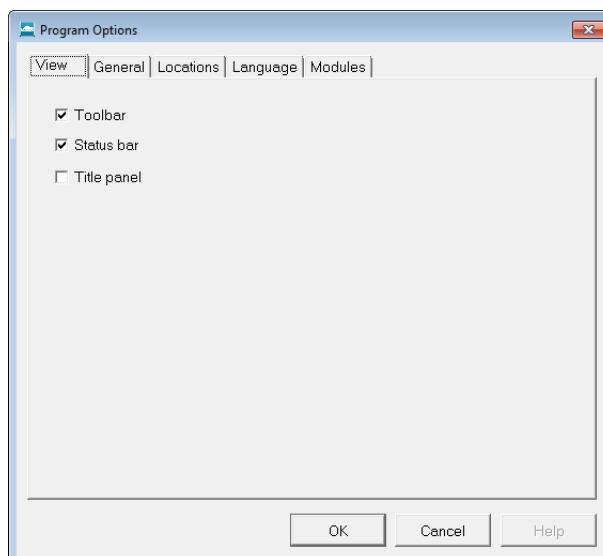 Program Options
View General Locations Language Modules
Toolbar
Status bar
Title panel
OK Cancel Help